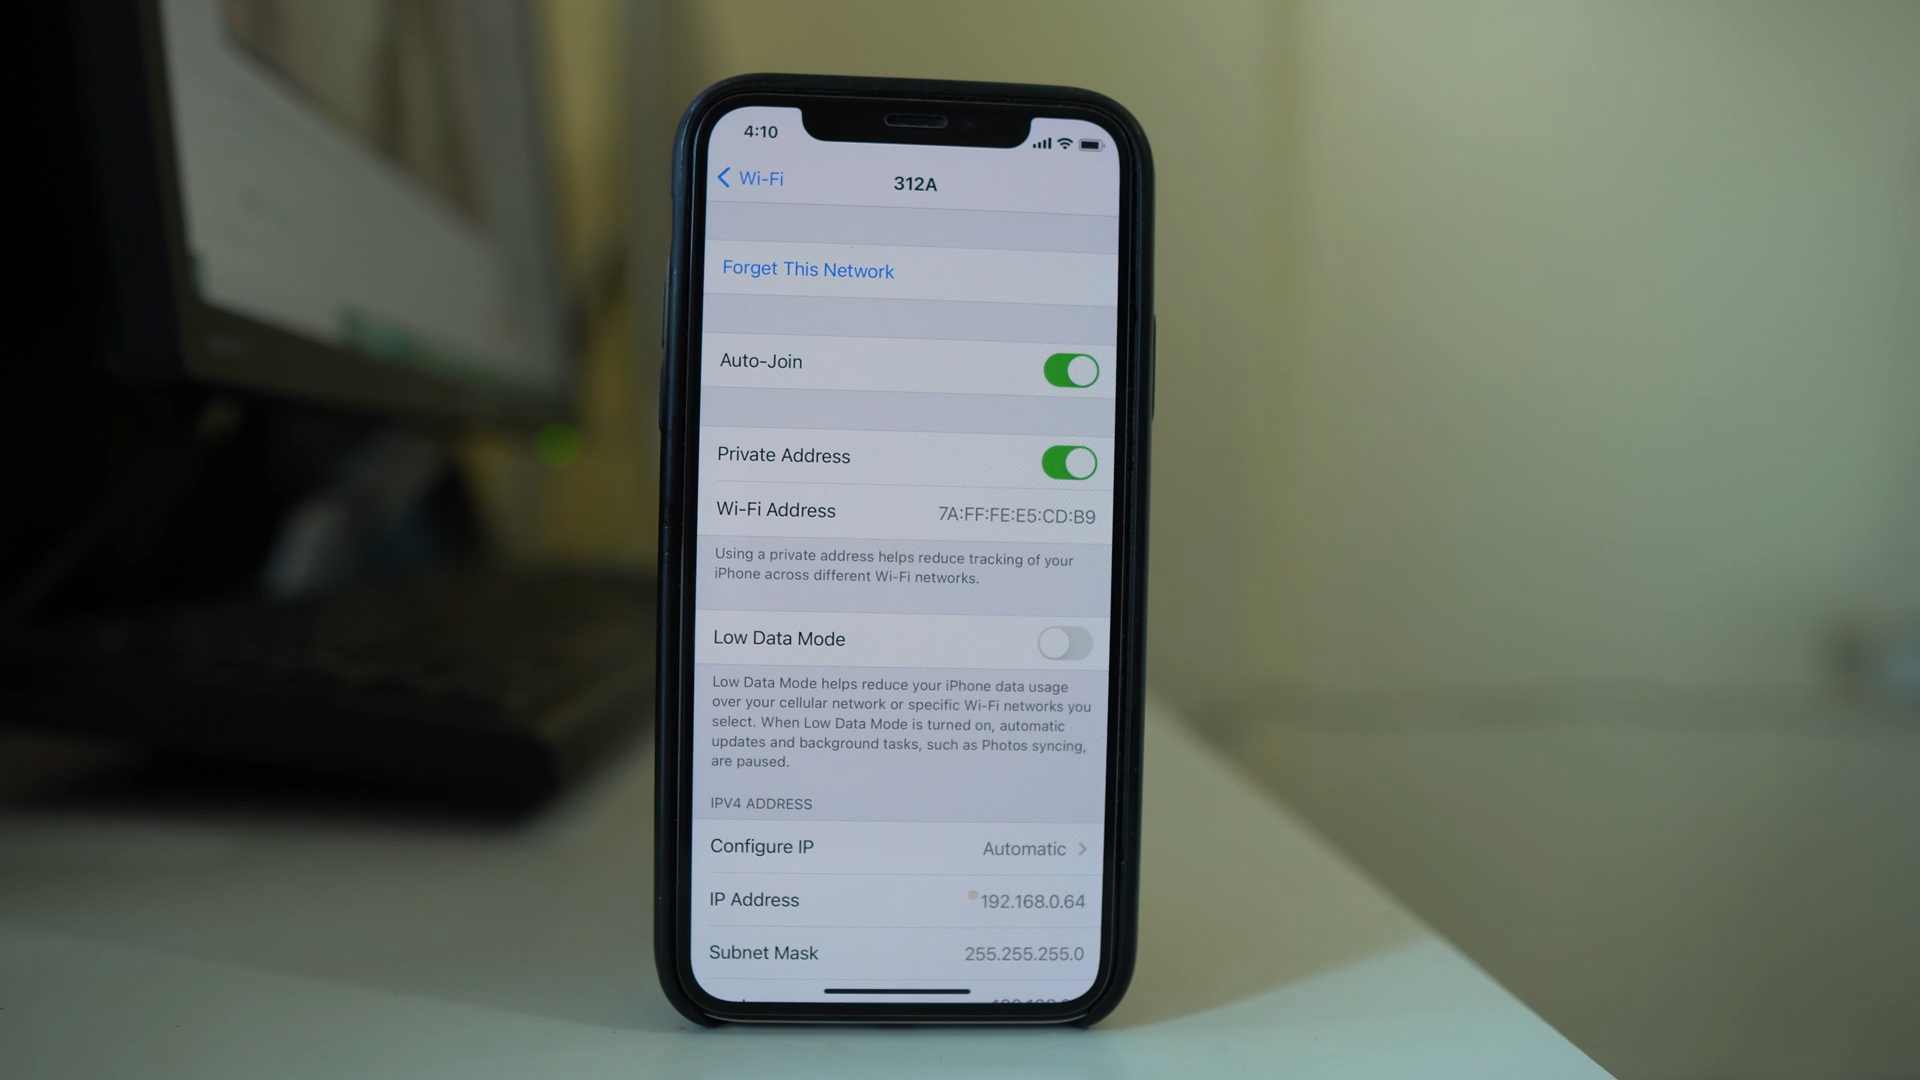 4:10
Wi-Fi
312A
Forget This Network
Auto-Join
Private Address
Wi-Fi Address 7A:FF:FE:E5:CD:B9
Using a private address helps reduce tracking of your
iPhone across different Wi-Fi networks.
Low Data Mode
Low Data Mode helps reduce your iPhone data usage
over your cellular network or specific Wi-Fi networks you
select. When Low Data Mode is turned on, automatic
updates and background tasks, such as Photos syncing,
are paused.
IPV4 ADDRESS
Configure IP Automatic
IP Address 192.168.0.64
Subnet Mask 255.255.255.0